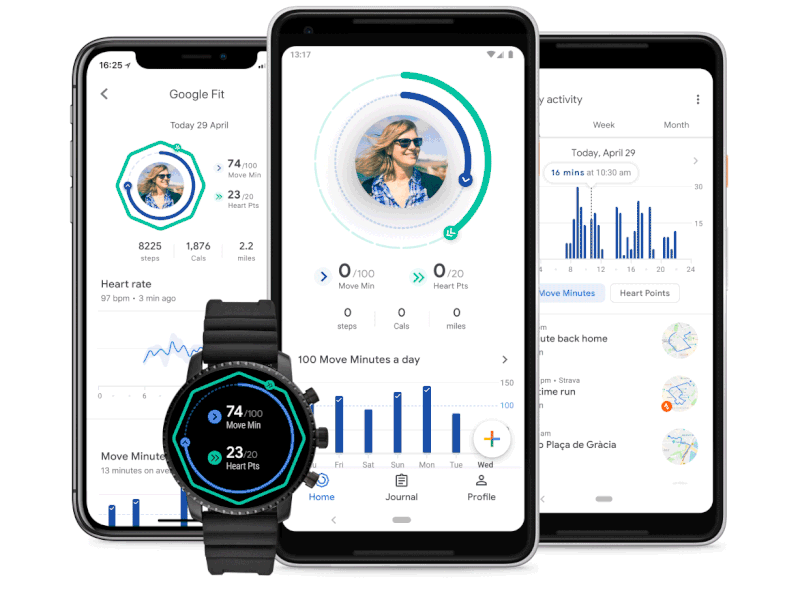 16:25
Google Fit
Today 29 April
74/100
Move Min
23/20
Heart Pts
8225
steps
1,876
Cals
2.2
miles
Heart rate
97 bpm • 3 min ago
0
6
Move Minute
13 minutes on ave
74/100
Move Min
23/20
Heart Pts
13:17
0/100
Move Min
0/20
Heart Pts
0
steps
0
Cals
0
miles
100 Move Minutes a day
150
100
u Fri Sat Sun Mon Tue Wed
Home Journal Profile
y activity
Week Month
Today, April 29
16 mins at 10:30 am
30
15
4 8 12 16 20 24
Move Minutes Heart Points
pm
ute back home
m
pm • Strava
time run
m
am
o Plaça de Gràcia